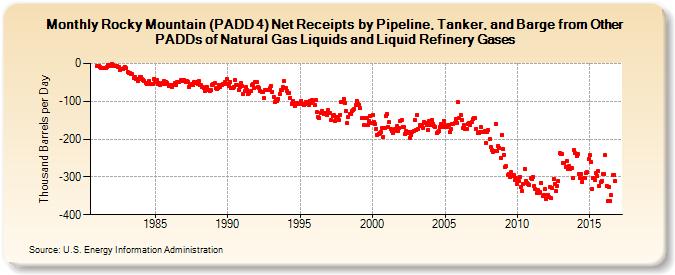 Monthly Rocky Mountain (PADD 4) Net Receipts by Pipeline, Tanker, and Barge from Other
PADDs of Natural Gas Liquids and Liquid Refinery Gases
Thousand Barrels per Day
0
-100
-200
-300
-400
1985 1990 1995 2000 2005 2010 2015
Source: U.S. Energy Information Administration